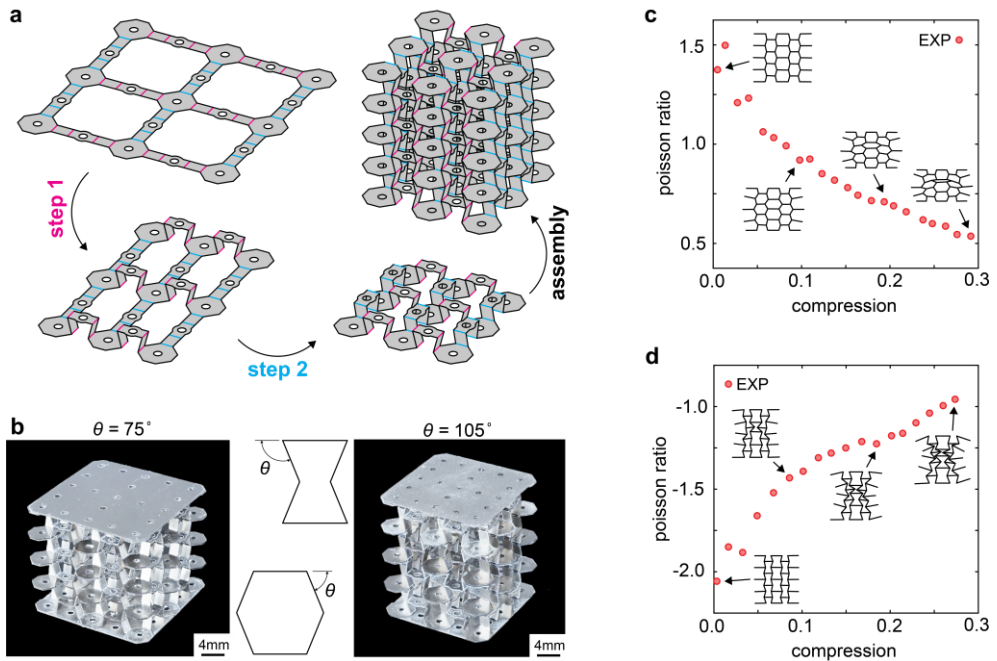 a
step 1
step 2
assembly
b
θ = 75°
θ
θ
θ = 105°
4mm
4mm
c
EXP
1.5
1.0
0.5
poisson ratio
0.0
0.1
0.2
0.3
compression
d
EXP
-1.0
-1.5
-2.0
poisson ratio
0.0
0.1
0.2
0.3
compression